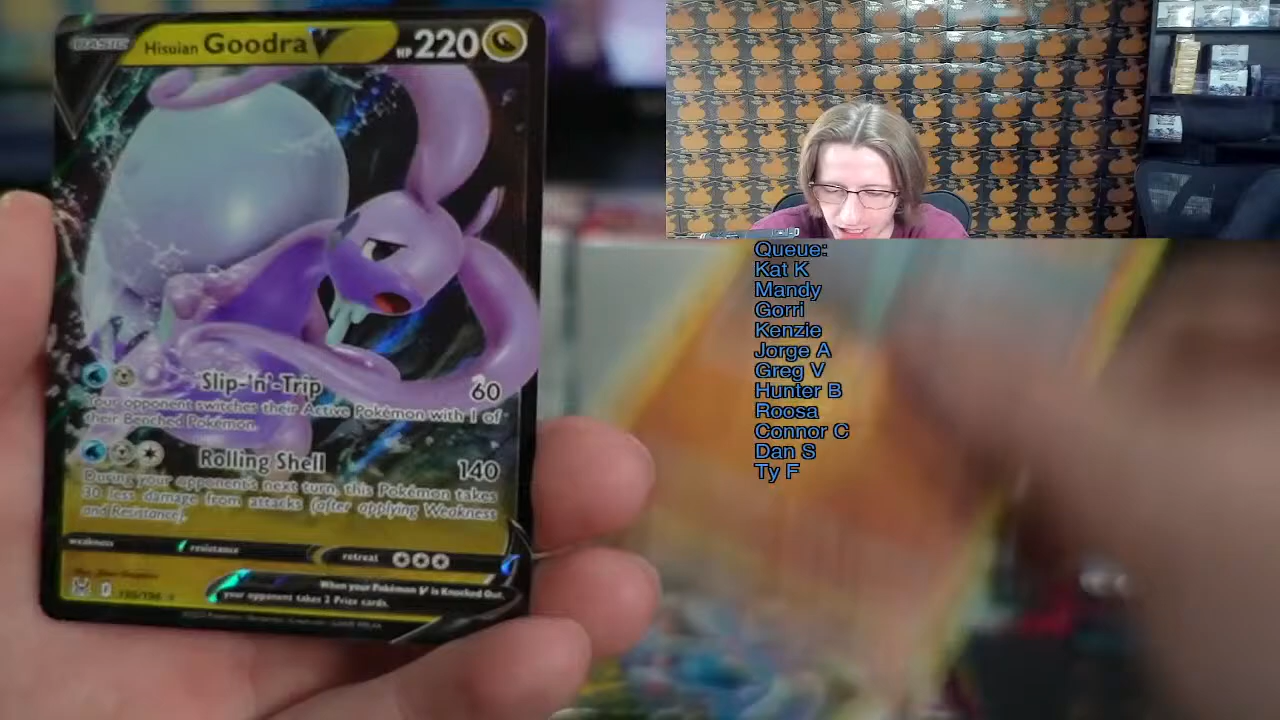 BASIC Hisuian Goodra V HP 220
Slip-'n'-Trip 60
Your opponent switches their Active Pokémon with 1 of
their Benched Pokémon.
Rolling Shell 140
During your opponent's next turn, this Pokémon takes
30 less damage from attacks (after applying Weakness
and Resistance).
weakness resistance retreat
When your Pokémon V is Knocked Out,
your opponent takes 2 Prize cards.
Queue:
Kat K
Mandy
Gorri
Kenzie
Jorge A
Greg V
Hunter B
Roosa
Connor C
Dan S
Ty F